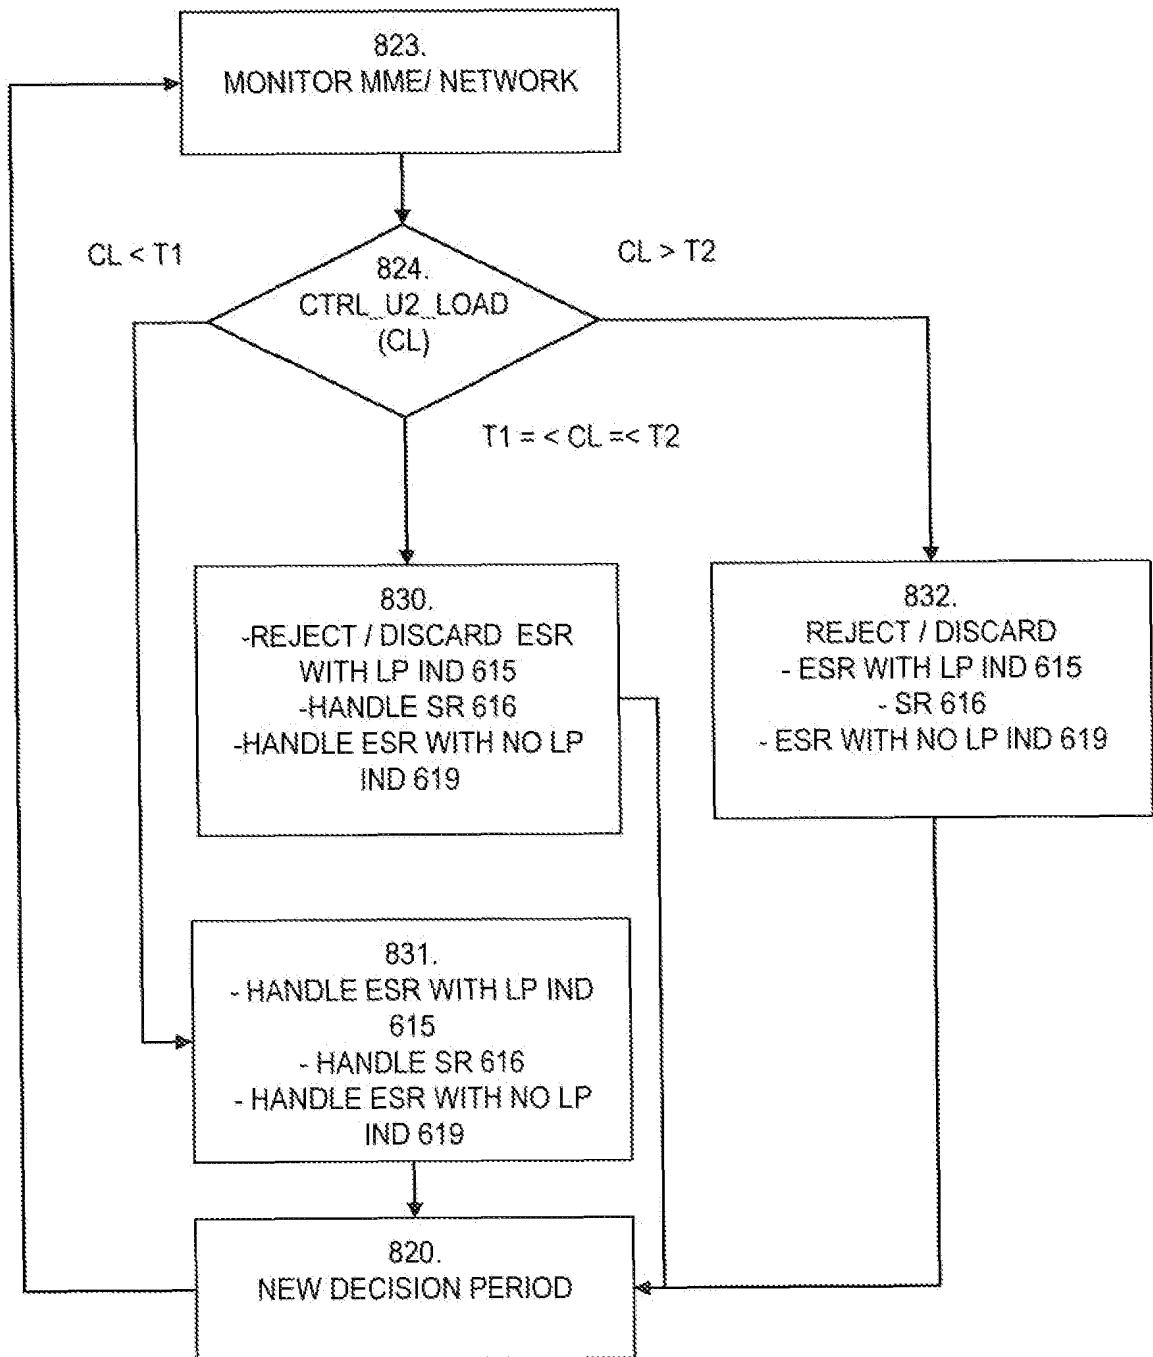 823.
MONITOR MME/ NETWORK
CL < T1
CL > T2
824.
CTRL_U2_LOAD
(CL)
T1 = < CL =< T2
830.
-REJECT / DISCARD ESR
WITH LP IND 615
-HANDLE SR 616
-HANDLE ESR WITH NO LP
IND 619
832.
REJECT / DISCARD
- ESR WITH LP IND 615
- SR 616
- ESR WITH NO LP IND 619
831.
- HANDLE ESR WITH LP IND
615
- HANDLE SR 616
- HANDLE ESR WITH NO LP
IND 619
820.
NEW DECISION PERIOD